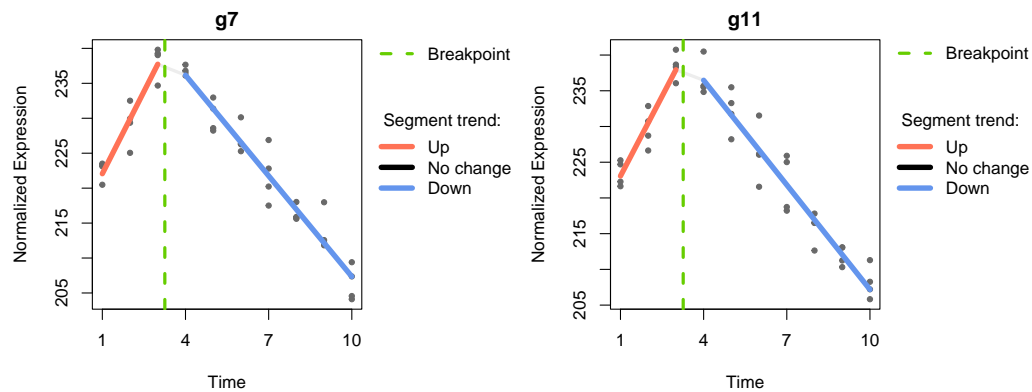 g7
Normalized Expression
235
225
215
205
1
4
7
10
Time
Breakpoint
Segment trend:
Up
No change
Down
g11
Normalized Expression
235
225
215
205
1
4
7
10
Time
Breakpoint
Segment trend:
Up
No change
Down